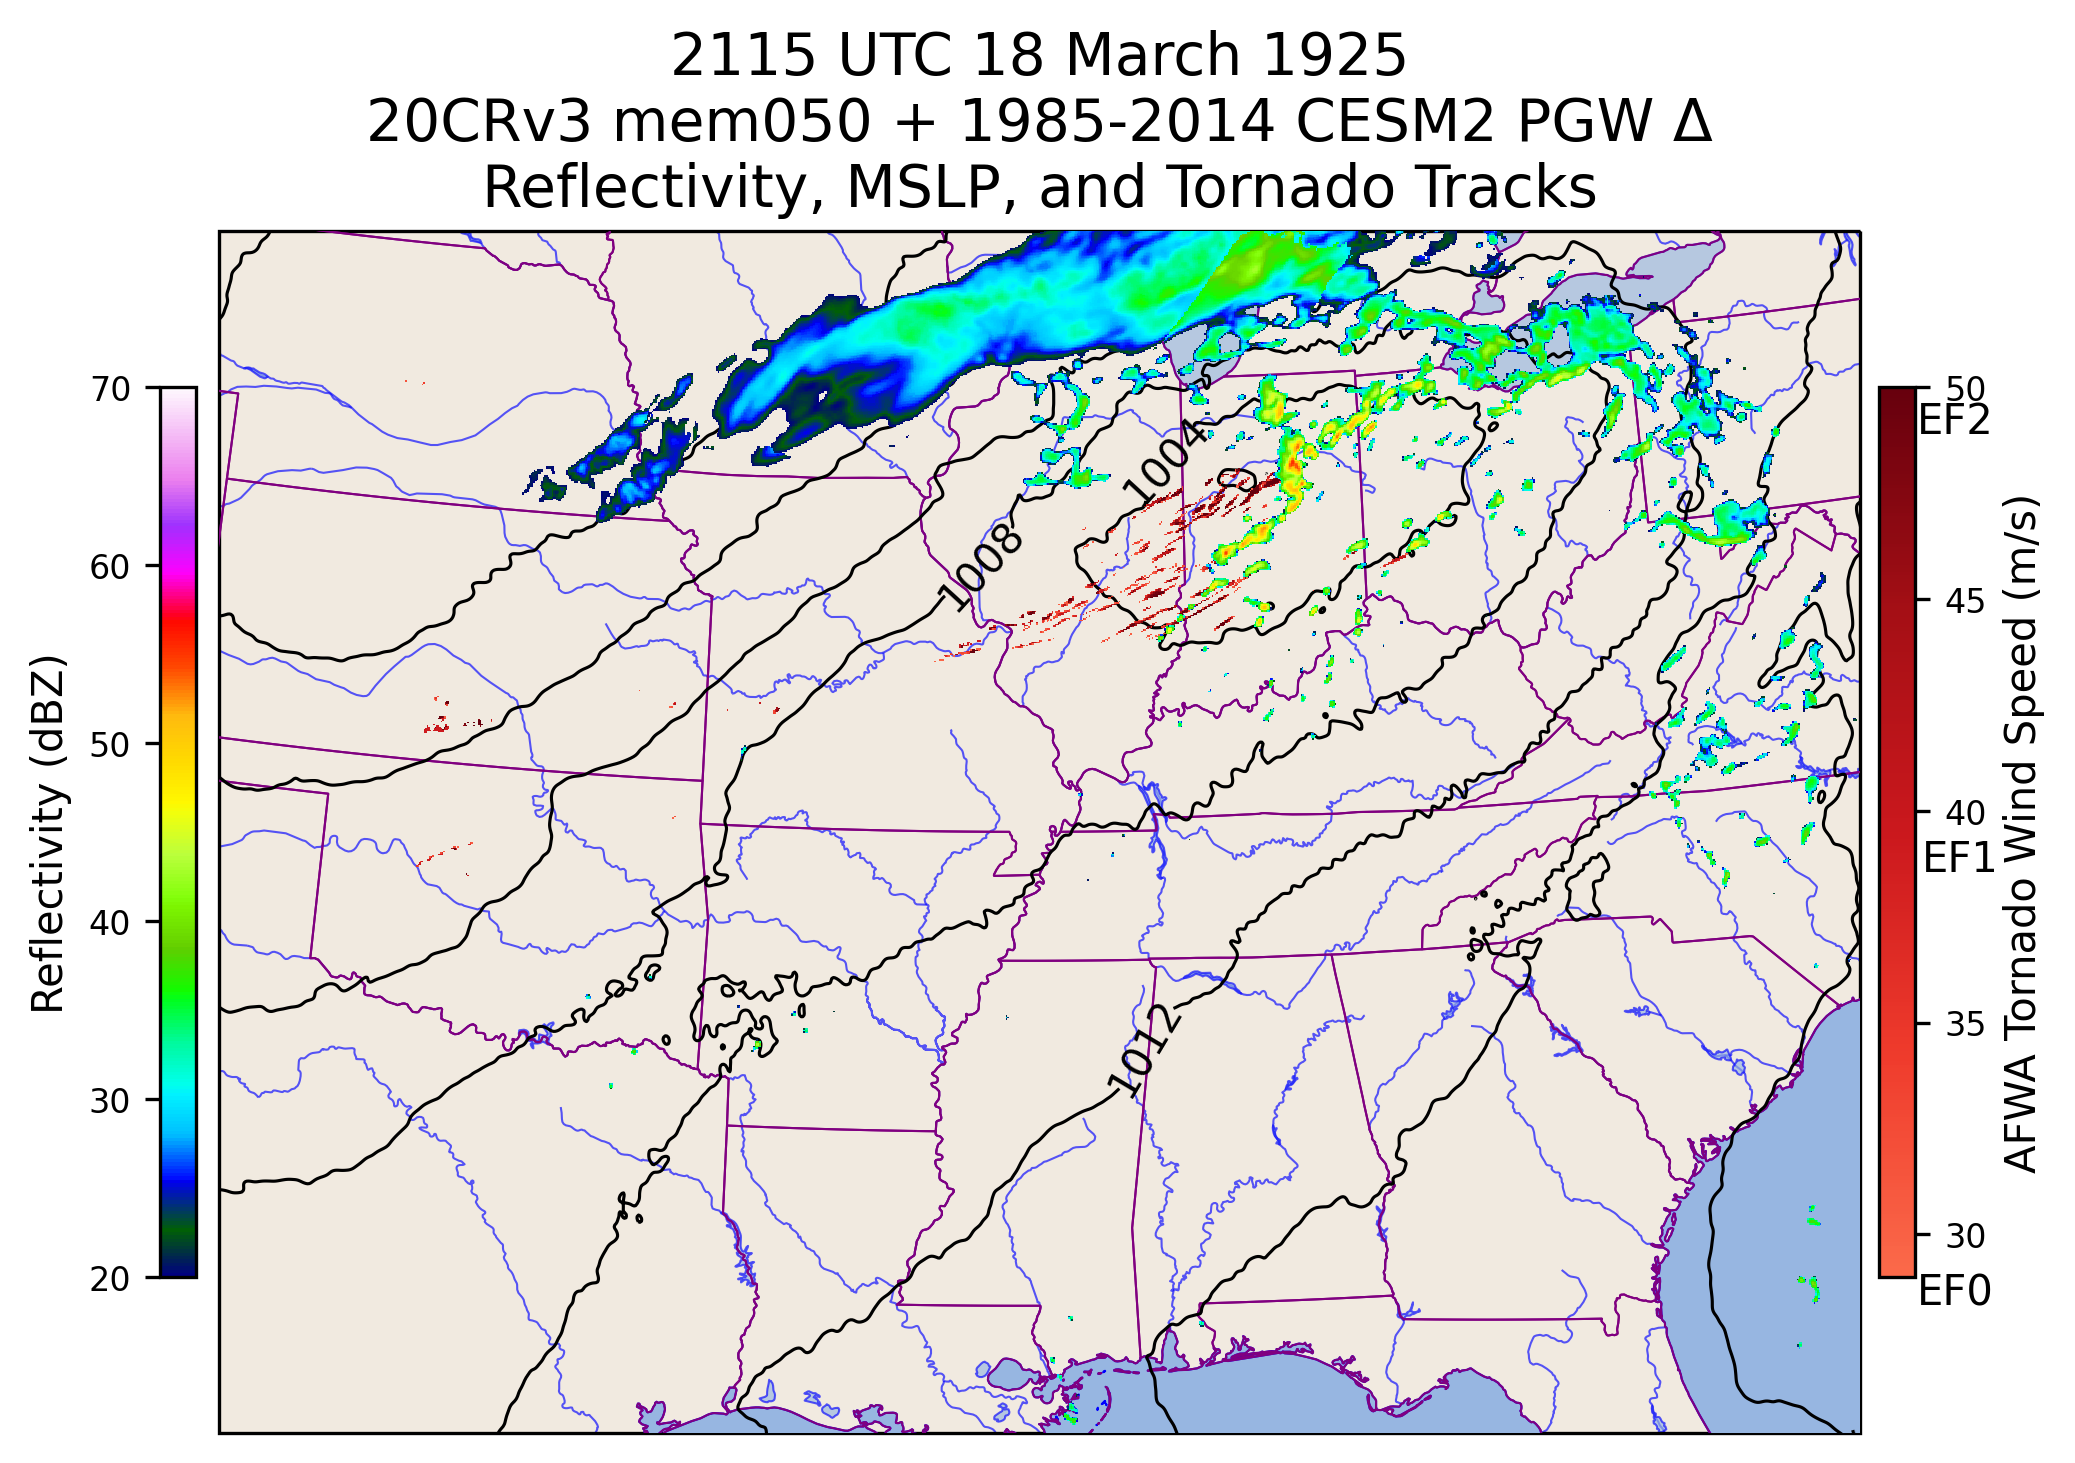 2115 UTC 18 March 1925
20CRv3 mem050 + 1985-2014 CESM2 PGW Δ
Reflectivity, MSLP, and Tornado Tracks
70
60
50
40
30
20
Reflectivity (dBZ)
1004
1008
1012
50
EF2
45
40
EF1
35
30
EF0
AFWA Tornado Wind Speed (m/s)